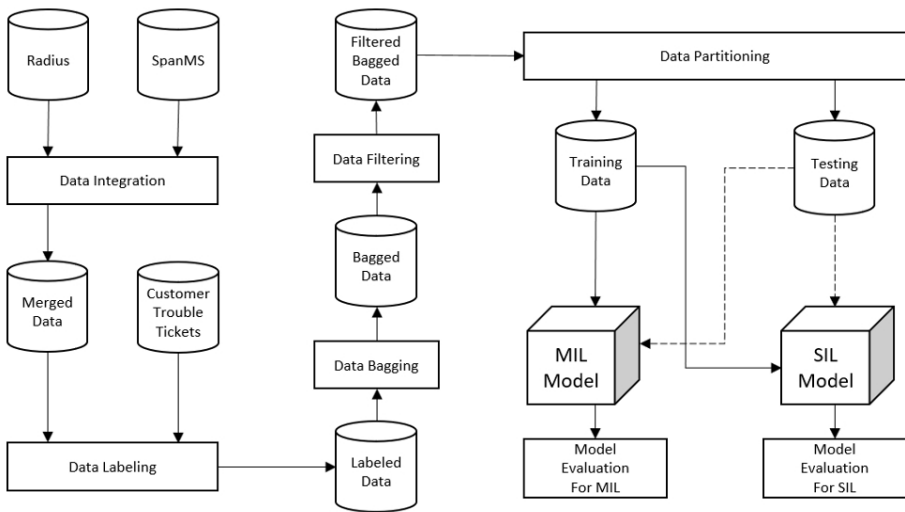 Radius
SpanMS
Data Integration
Merged
Data
Customer
Trouble
Tickets
Data Labeling
Labeled
Data
Data Bagging
Bagged
Data
Data Filtering
Filtered
Bagged
Data
Data Partitioning
Training
Data
Testing
Data
MIL
Model
SIL
Model
Model
Evaluation
For MIL
Model
Evaluation
For SIL